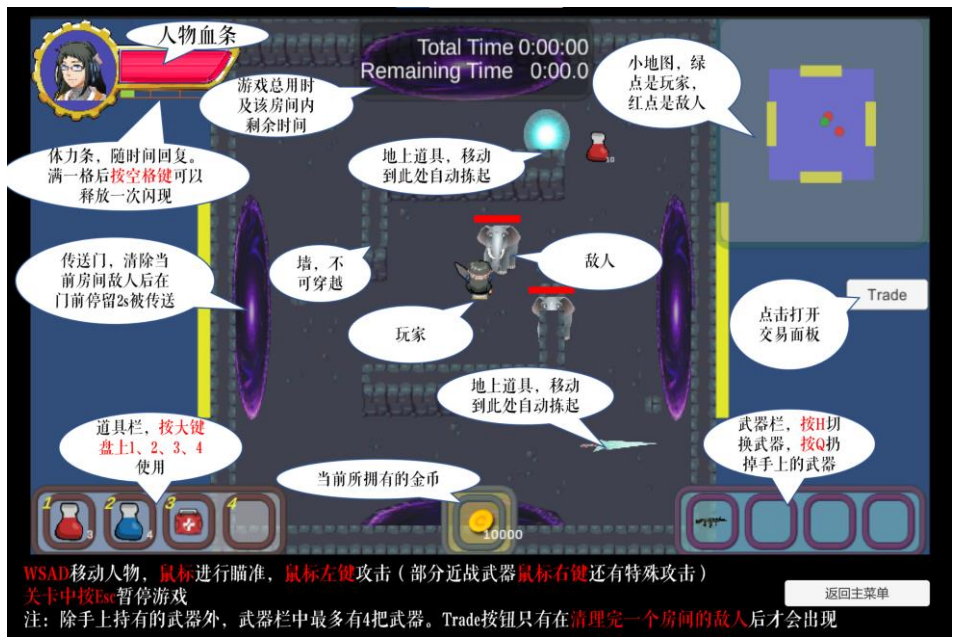 人物血条
Total Time 0:00:00
Remaining Time 0:00.0
游戏总用时
及该房间内
剩余时间
小地图，绿
点是玩家，
红点是敌人
体力条，随时间回复。
满一格后按空格键可以
释放一次闪现
地上道具，移动
到此处自动拣起
10
传送门，清除当
前房间敌人后在
门前停留2s被传送
墙，不
可穿越
敌人
玩家
Trade
点击打开
交易面板
地上道具，移动
到此处自动拣起
道具栏，按大键
盘上1、2、3、4
使用
武器栏，按H切
换武器，按Q扔
掉手上的武器
当前所拥有的金币
1 2 3 4
3 4
10000
WSAD移动人物，鼠标进行瞄准，鼠标左键攻击（部分近战武器鼠标右键还有特殊攻击）
关卡中按Esc暂停游戏
返回主菜单
注：除手上持有的武器外，武器栏中最多有4把武器。Trade按钮只有在清理完一个房间的敌人后才会出现